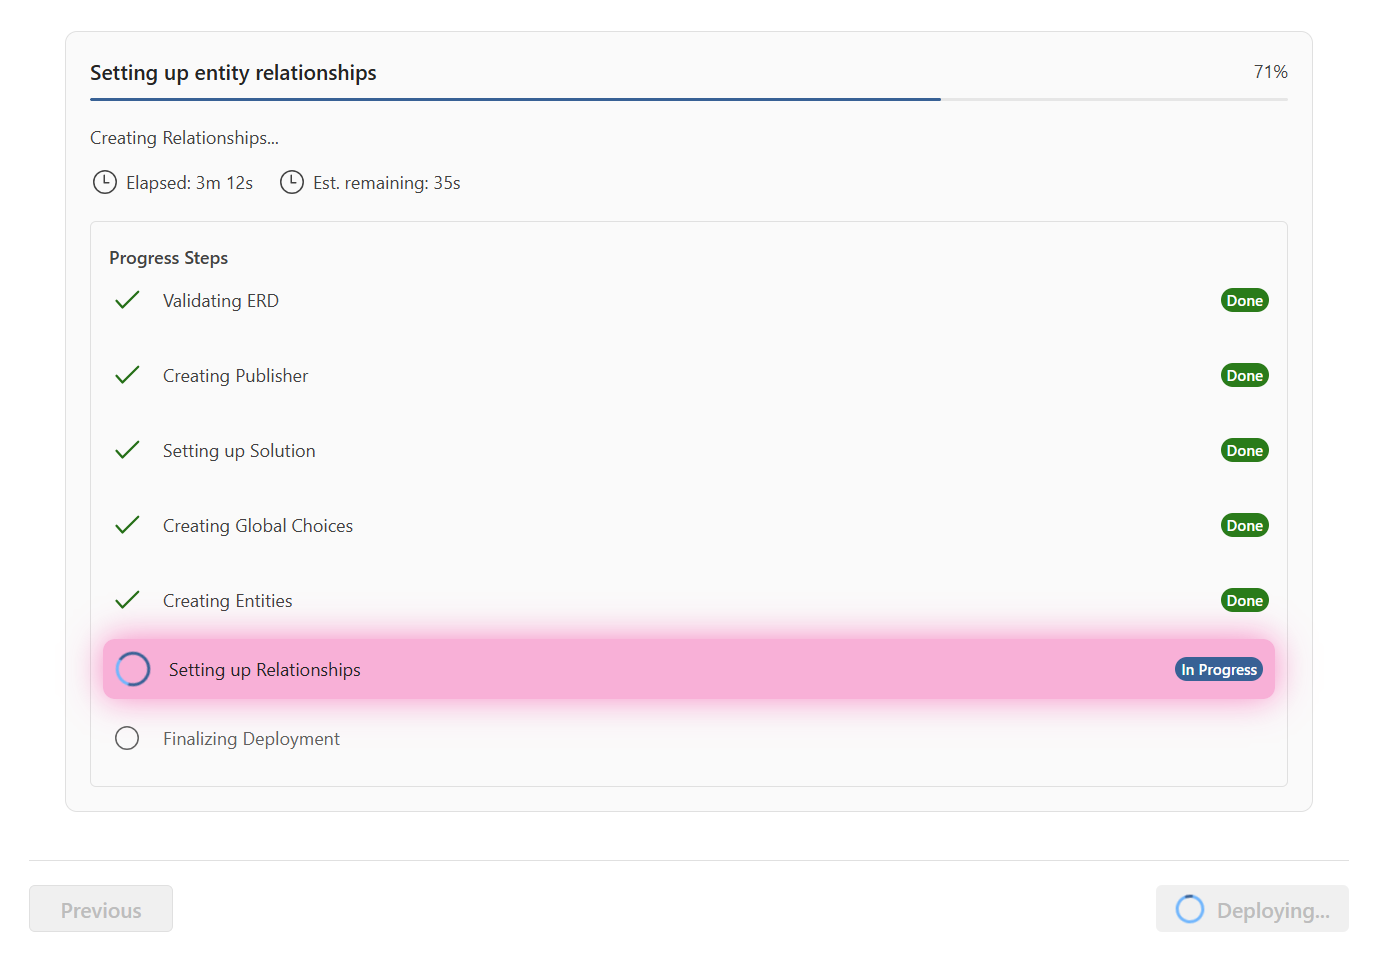 Setting up entity relationships 71%
Creating Relationships...
Elapsed: 3m 12s Est. remaining: 35s
Progress Steps
Validating ERD Done
Creating Publisher Done
Setting up Solution Done
Creating Global Choices Done
Creating Entities Done
Setting up Relationships In Progress
Finalizing Deployment
Previous Deploying...